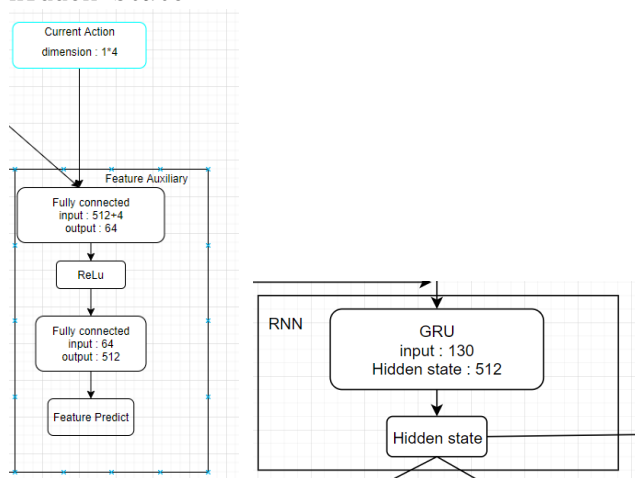 Current Action
dimension : 1*4
Feature Auxiliary
Fully connected
input : 512+4
output : 64
ReLu
Fully connected
input : 64
output : 512
Feature Predict
RNN
GRU
input : 130
Hidden state : 512
Hidden state